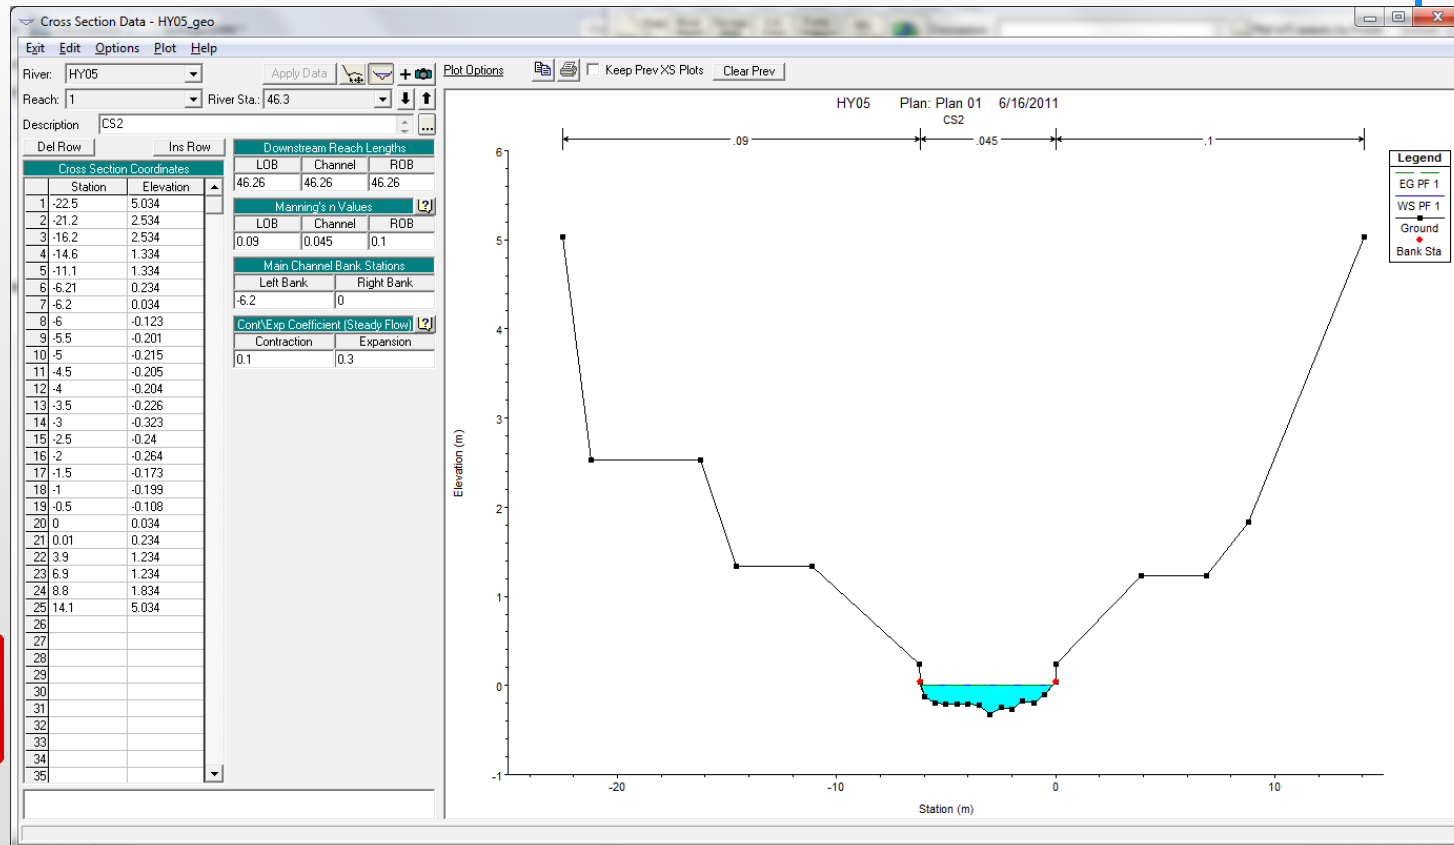 Cross Section Data - HY05_geo
Exit Edit Options Plot Help
River: HY05 Apply Data Plot Options Keep Prev XS Plots Clear Prev
Reach: 1 River Sta.: 46.3
Description CS2 ...
Del Row Ins Row
Cross Section Coordinates
Station Elevation
1 -22.5 5.034
2 -21.2 2.534
3 -16.2 2.534
4 -14.6 1.334
5 -11.1 1.334
6 -6.21 0.234
7 -6.2 0.034
8 -6 -0.123
9 -5.5 -0.201
10 -5 -0.215
11 -4.5 -0.205
12 -4 -0.204
13 -3.5 -0.226
14 -3 -0.323
15 -2.5 -0.24
16 -2 -0.264
17 -1.5 -0.173
18 -1 -0.199
19 -0.5 -0.108
20 0 0.034
21 0.01 0.234
22 3.9 1.234
23 6.9 1.234
24 8.8 1.834
25 14.1 5.034
26
27
28
29
30
31
32
33
34
35
Downstream Reach Lengths
LOB Channel ROB
46.26 46.26 46.26
Manning's n Values
LOB Channel ROB
0.09 0.045 0.1
Main Channel Bank Stations
Left Bank Right Bank
-6.2 0
Cont\Exp Coefficient (Steady Flow)
Contraction Expansion
0.1 0.3
HY05 Plan: Plan 01 6/16/2011
CS2
.09 .045 .1
6
5
4
3
2
1
0
-1
Elevation (m)
-20 -10 0 10
Station (m)
Legend
EG PF 1
WS PF 1
Ground
Bank Sta